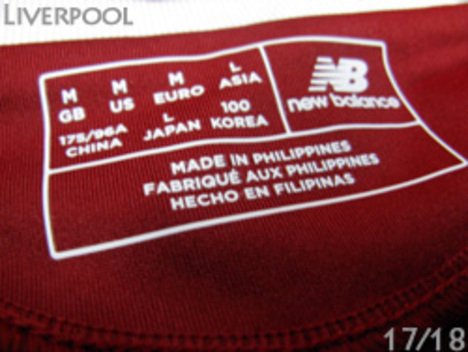 LIVERPOOL
M M M L
GB US EURO ASIA
175/96A L 100
CHINA JAPAN KOREA
NB
new balance
MADE IN PHILIPPINES
FABRIQUÉ AUX PHILIPPINES
HECHO EN FILIPINAS
17/18